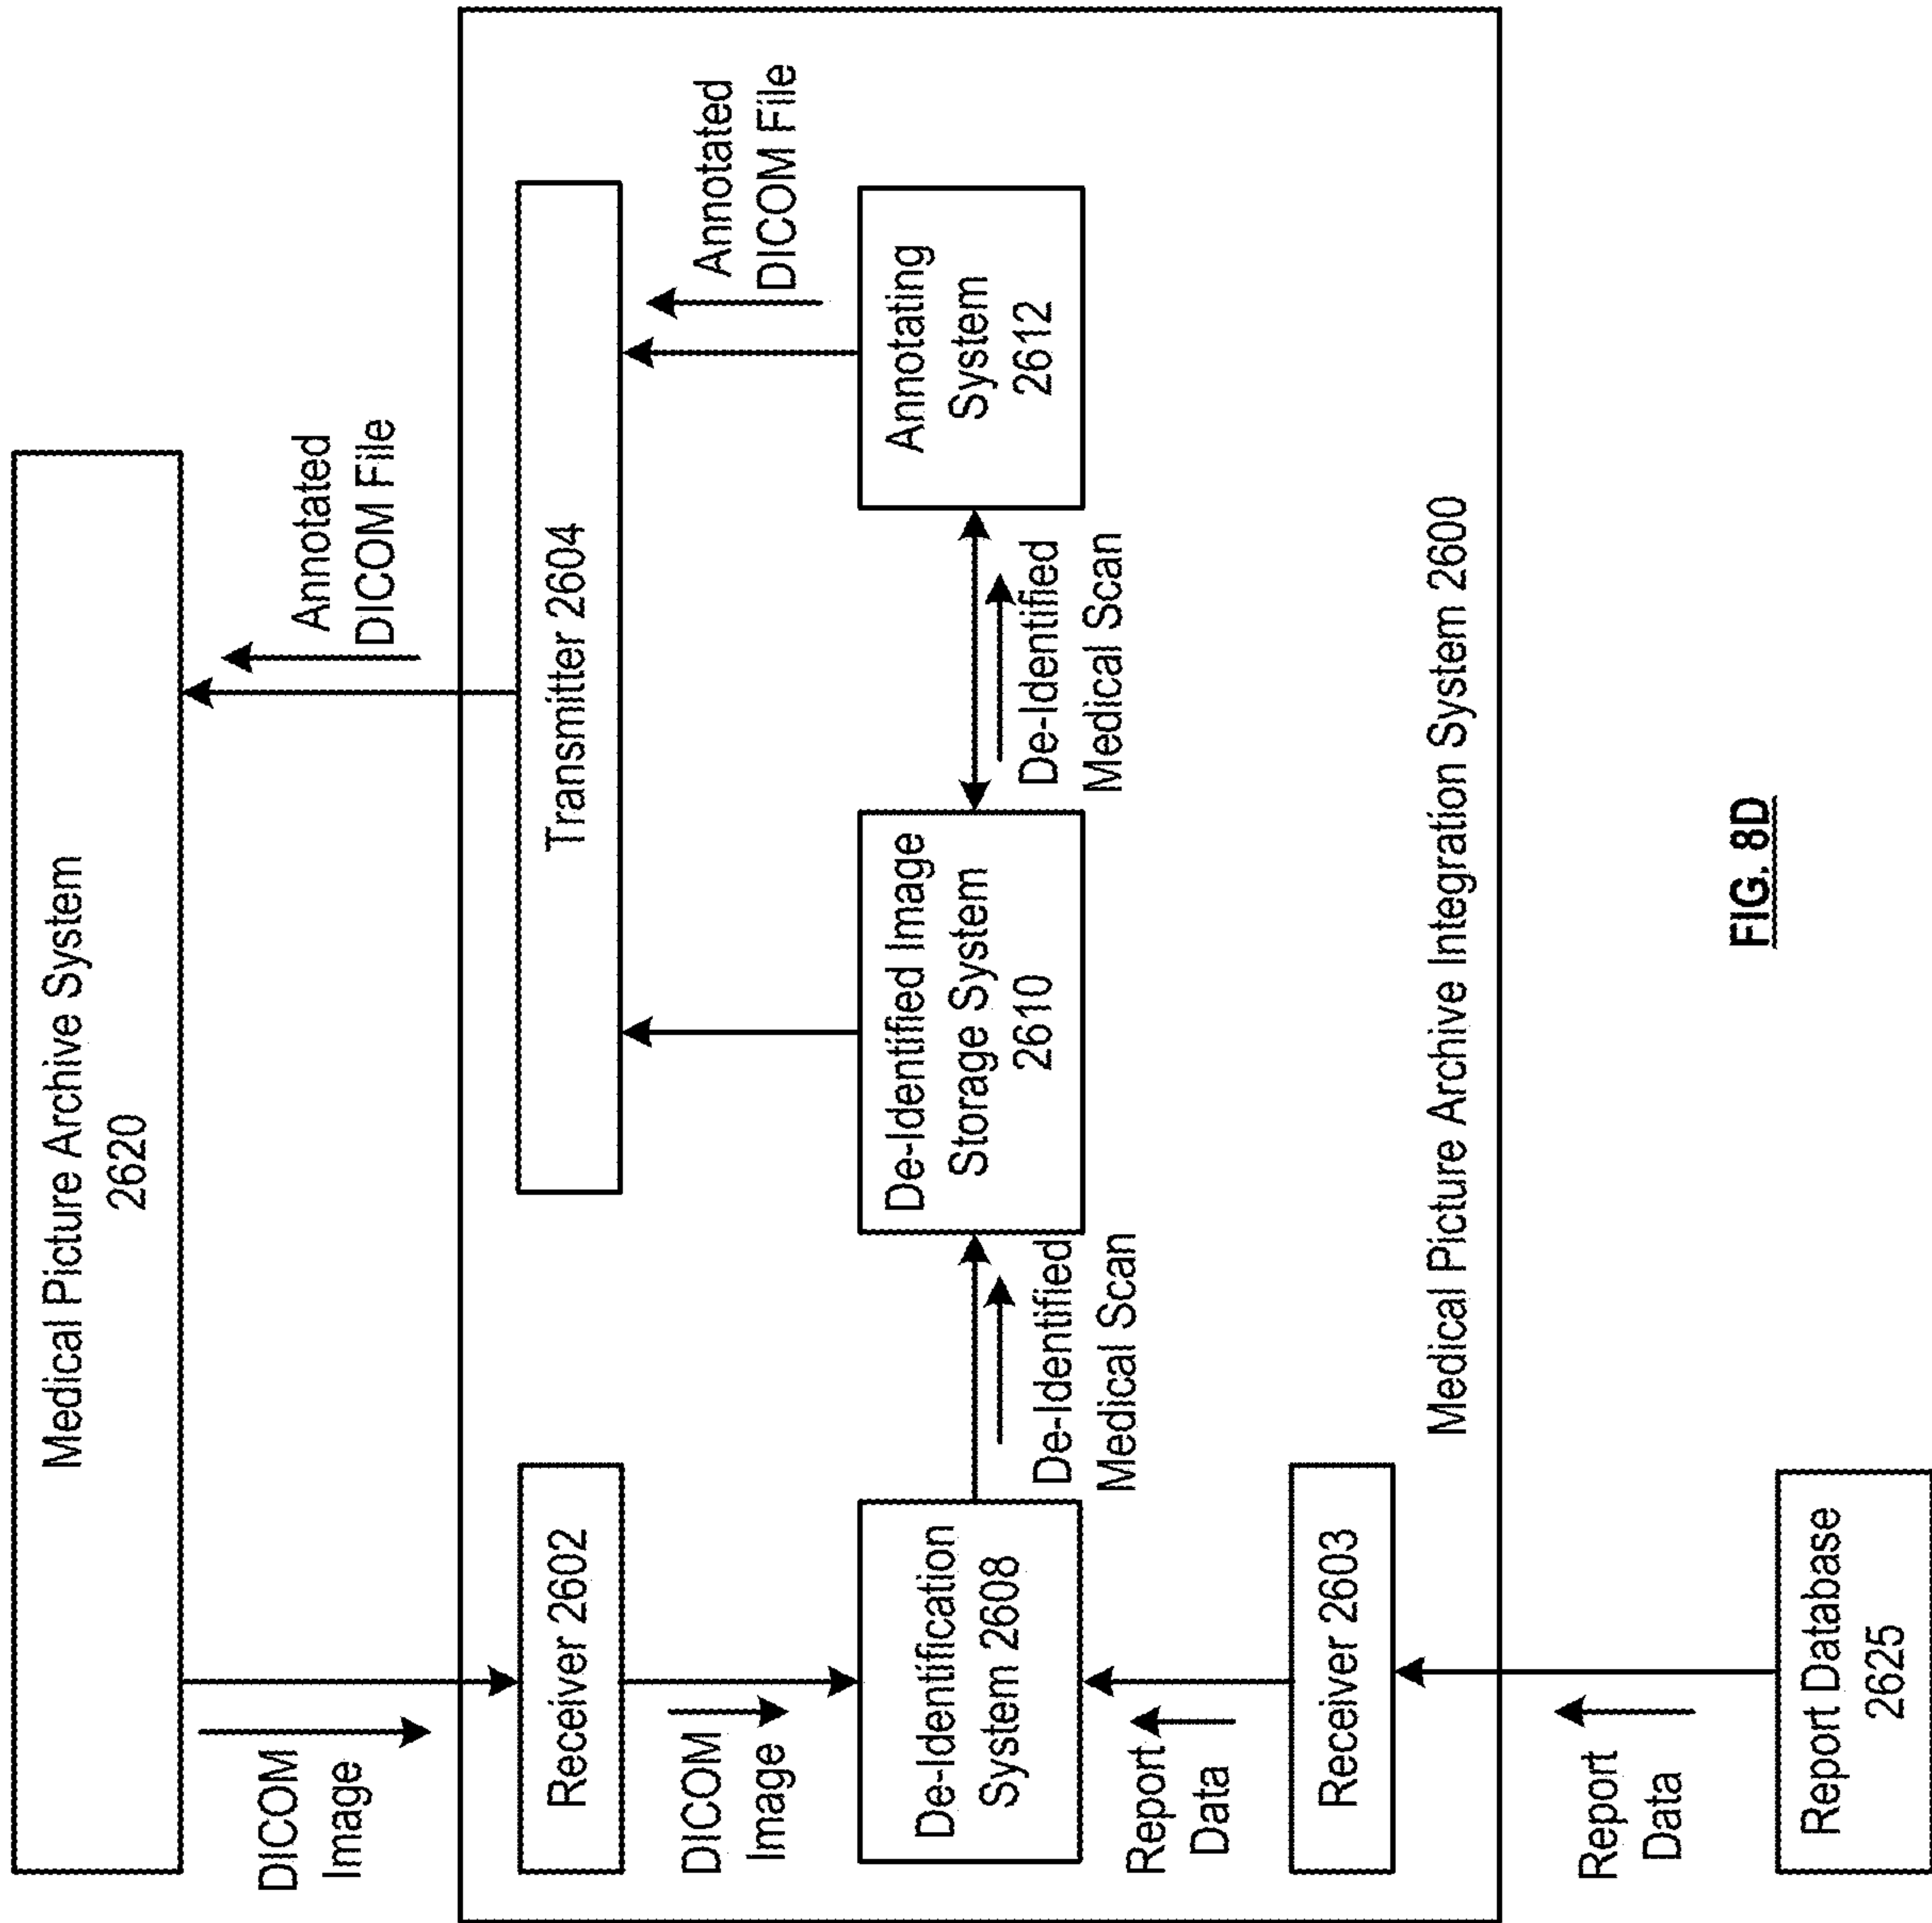 Medical Picture Archive System
2620
DICOM
Image
Annotated
DICOM File
Receiver 2602
Transmitter 2604
DICOM
Image
Annotated
DICOM File
De-Identification
System 2608
De-Identified Image
Storage System
2610
Annotating
System
2612
De-Identified
Medical Scan
De-Identified
Medical Scan
Report
Data
Receiver 2603
Medical Picture Archive Integration System 2600
Report
Data
Report Database
2625
FIG. 8D